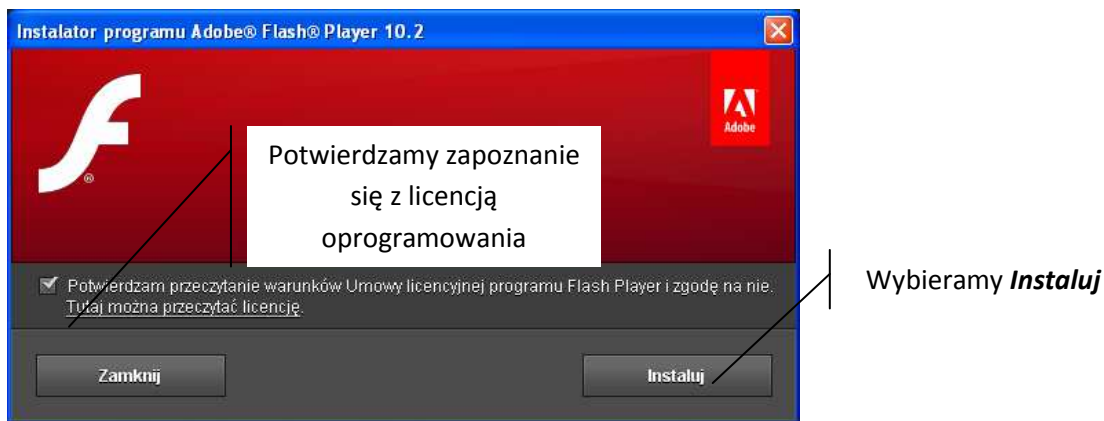 Instalator programu Adobe® Flash® Player 10.2
Adobe
®
Potwierdzamy zapoznanie
się z licencją
oprogramowania
Potwierdzam przeczytanie warunków Umowy licencyjnej programu Flash Player i zgodę na nie.
Tutaj można przeczytać licencję.
Wybieramy Instaluj
Zamknij
Instaluj